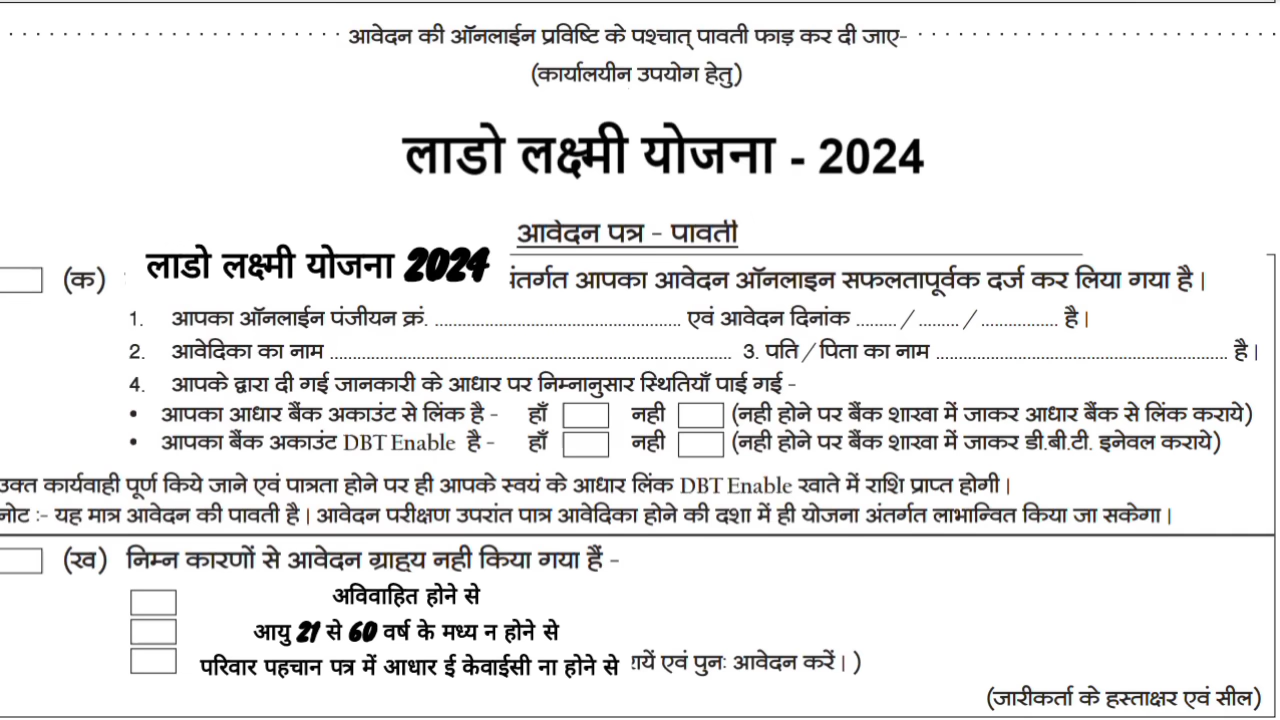 आवेदन की ऑनलाईन प्रविष्टि के पश्चात् पावती फाड़ कर दी जाए-
(कार्यालयीन उपयोग हेतु)
लाडो लक्ष्मी योजना - 2024
आवेदन पत्र - पावती
(क) लाडो लक्ष्मी योजना 2024 ंतर्गत आपका आवेदन ऑनलाइन सफलतापूर्वक दर्ज कर लिया गया है।
1. आपका ऑनलाईन पंजीयन क्रं. ........................ एवं आवेदन दिनांक ........ / ........ / ............... है।
2. आवेदिका का नाम ........................ 3. पति / पिता का नाम ........................ है।
4. आपके द्वारा दी गई जानकारी के आधार पर निम्नानुसार स्थितियाँ पाई गई -
• आपका आधार बैंक अकाउंट से लिंक है - हाँ नही (नही होने पर बैंक शाखा में जाकर आधार बैंक से लिंक कराये)
• आपका बैंक अकाउंट DBT Enable है - हाँ नही (नही होने पर बैंक शाखा में जाकर डी.बी.टी. इनेवल कराये)
उक्त कार्यवाही पूर्ण किये जाने एवं पात्रता होने पर ही आपके स्वयं के आधार लिंक DBT Enable खाते में राशि प्राप्त होगी।
नोट :- यह मात्र आवेदन की पावती है। आवेदन परीक्षण उपरांत पात्र आवेदिका होने की दशा में ही योजना अंतर्गत लाभान्वित किया जा सकेगा।
(ख) निम्न कारणों से आवेदन ग्राहय नही किया गया हैं -
अविवाहित होने से
आयु 21 से 60 वर्ष के मध्य न होने से
परिवार पहचान पत्र में आधार ई केवाईसी ना होने से एवं पुनः आवेदन करें। )
(जारीकर्ता के हस्ताक्षर एवं सील)